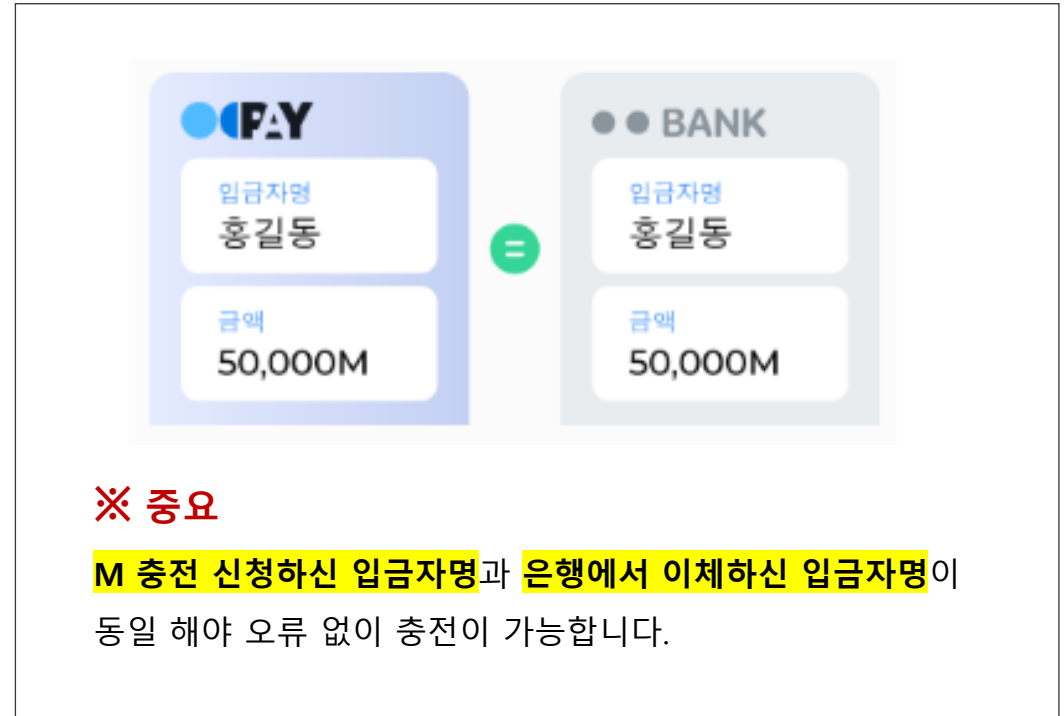 PAY
BANK
입금자명
홍길동
입금자명
홍길동
=
금액
50,000M
금액
50,000M
※ 중요
M 충전 신청하신 입금자명과 은행에서 이체하신 입금자명이
동일 해야 오류 없이 충전이 가능합니다.